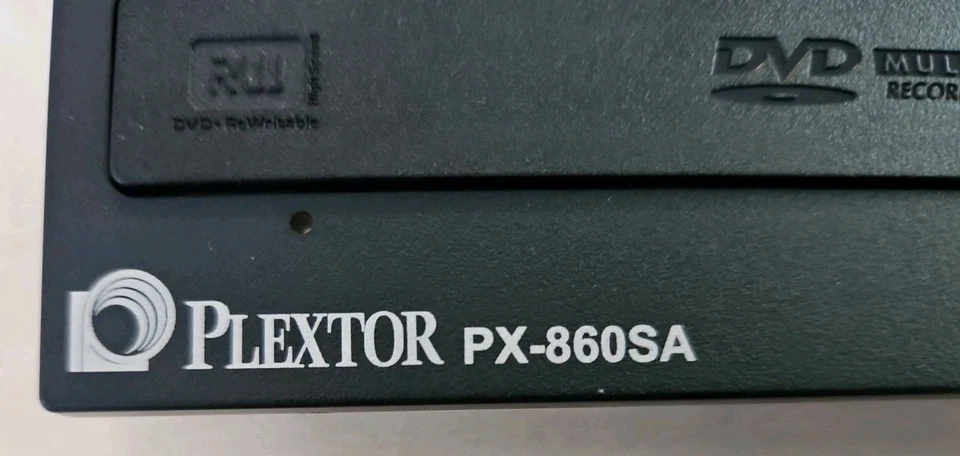 RW
DVD+ReWritable
DVD MUL
RECOR
PLEXTOR PX-860SA